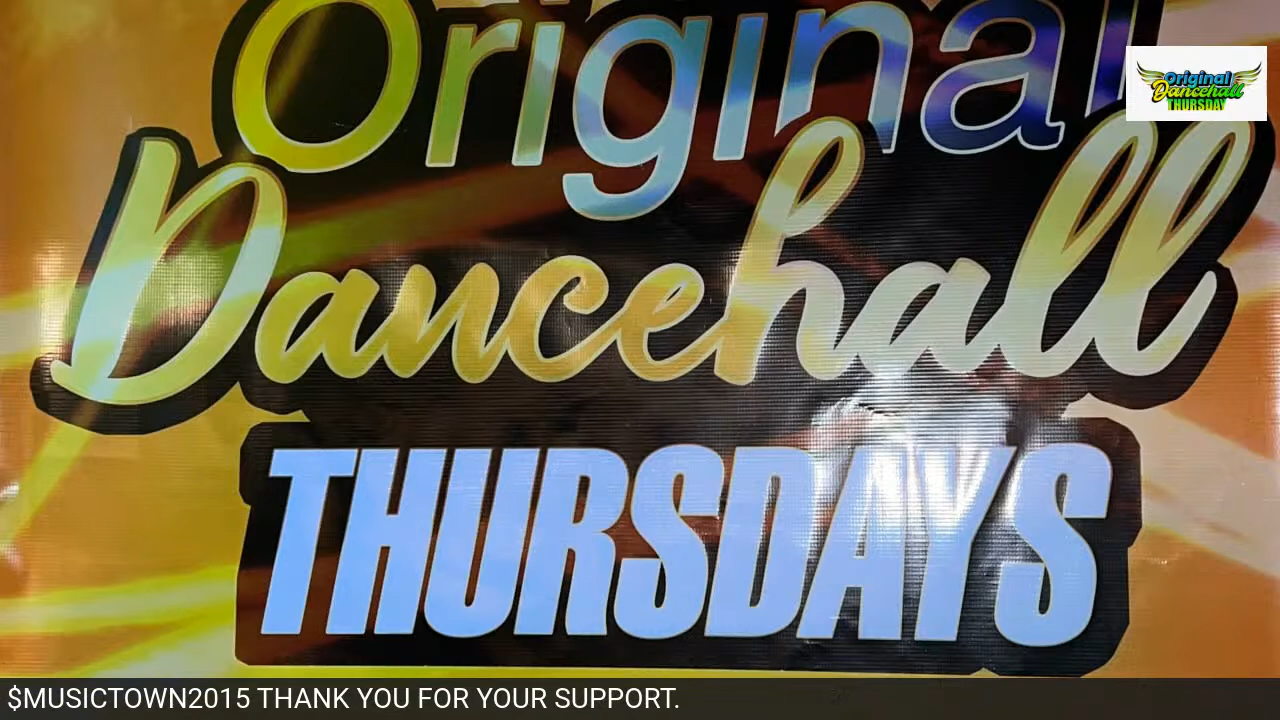 Original
Dancehall
THURSDAYS
Original
Dancehall
THURSDAY
$MUSICTOWN2015 THANK YOU FOR YOUR SUPPORT.